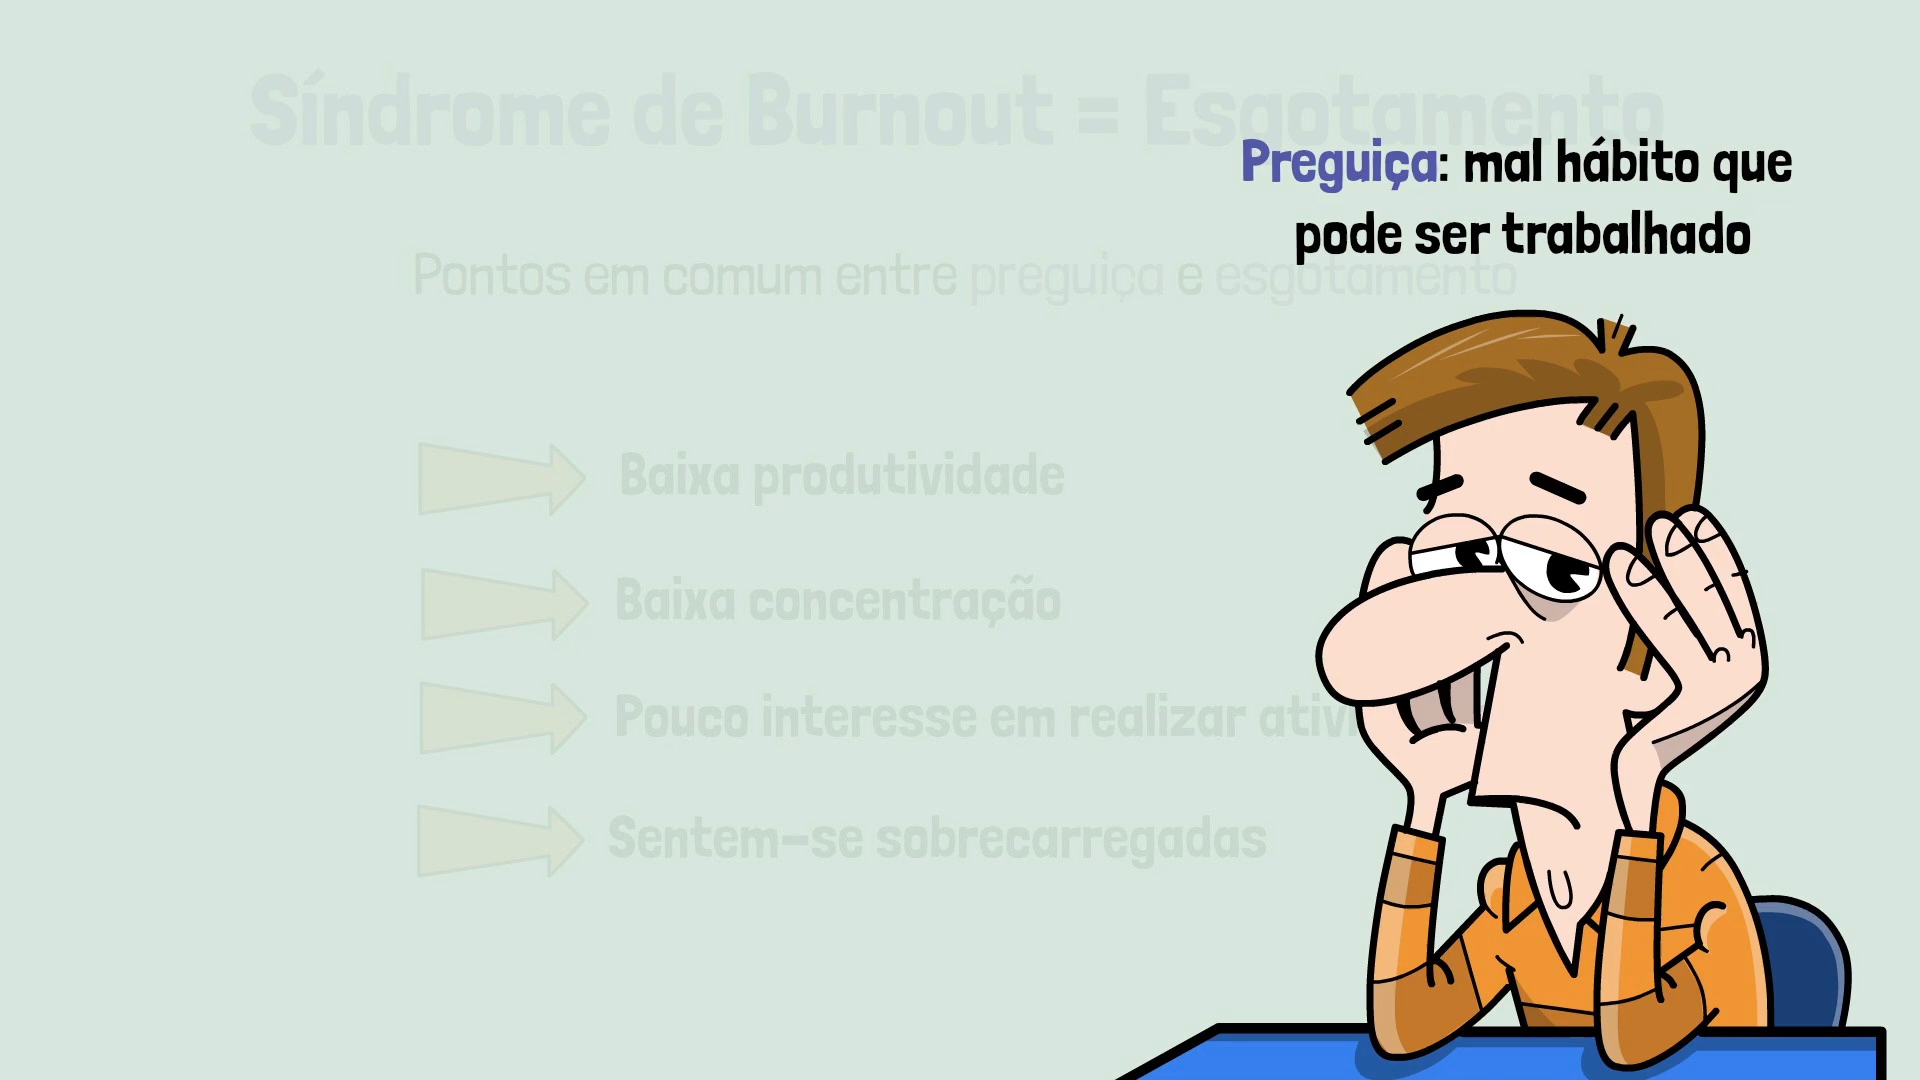 Síndrome de Burnout = Esgotamento
Preguiça: mal hábito que
pode ser trabalhado
Pontos em comum entre preguiça e esgotamento
Baixa produtividade
Baixa concentração
Pouco interesse em realizar
Sentem-se sobrecarregadas